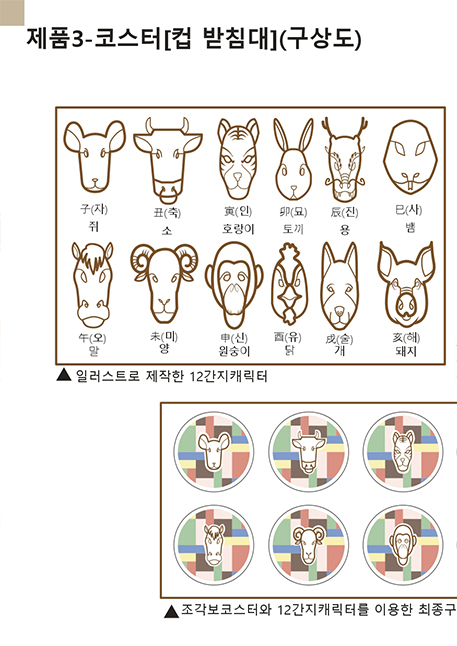 제품3-코스터[컵 받침대](구상도)
子(자) 丑(축) 寅(인) 卯(묘) 辰(진) 巳(사)
쥐 소 호랑이 토끼 용 뱀
午(오) 未(미) 申(신) 酉(유) 戌(술) 亥(해)
말 양 원숭이 닭 개 돼지
▲ 일러스트로 제작한 12간지캐릭터
▲조각보코스터와 12간지캐릭터를 이용한 최종구